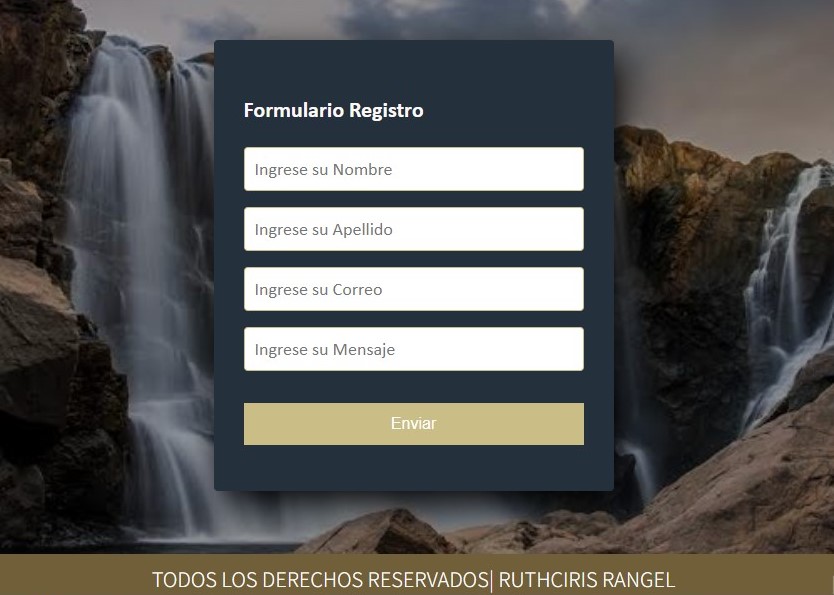 Formulario Registro
Ingrese su Nombre
Ingrese su Apellido
Ingrese su Correo
Ingrese su Mensaje
Enviar
TODOS LOS DERECHOS RESERVADOS| RUTHCIRIS RANGEL